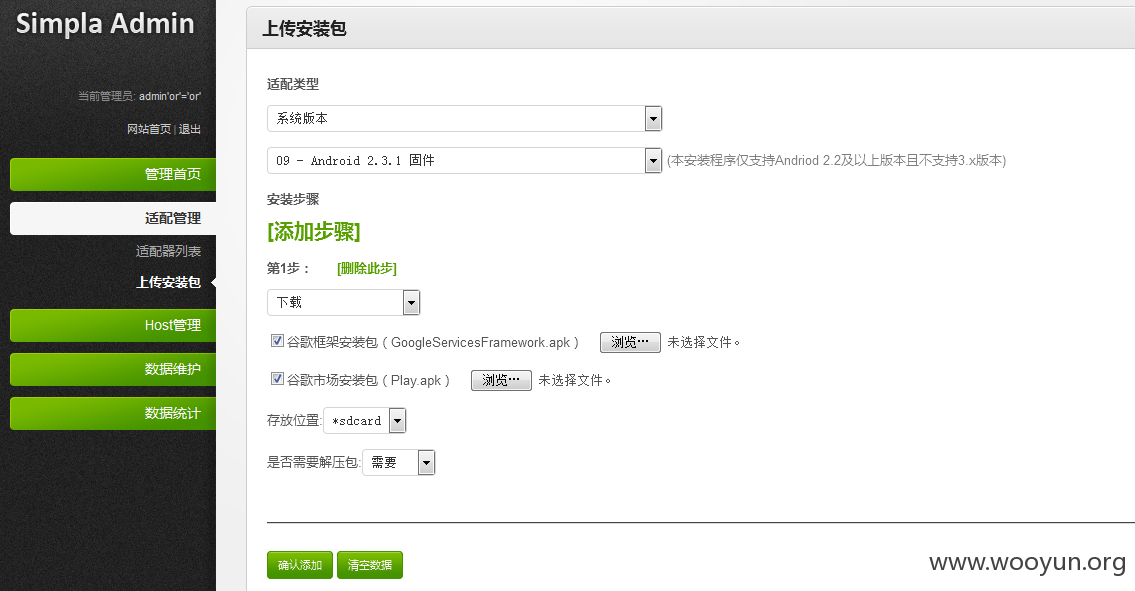 Simpla Admin
当前管理员: admin'or'='or'
网站首页 | 退出
管理首页
适配管理
适配器列表
上传安装包
Host管理
数据维护
数据统计
上传安装包
适配类型
系统版本
09 - Android 2.3.1 固件
(本安装程序仅支持Andriod 2.2及以上版本且不支持3.x版本)
安装步骤
[添加步骤]
第1步： [删除此步]
下载
谷歌框架安装包（GoogleServicesFramework.apk） 浏览… 未选择文件。
谷歌市场安装包（Play.apk） 浏览… 未选择文件。
存放位置: *sdcard
是否需要解压包: 需要
确认添加 清空数据
www.wooyun.org